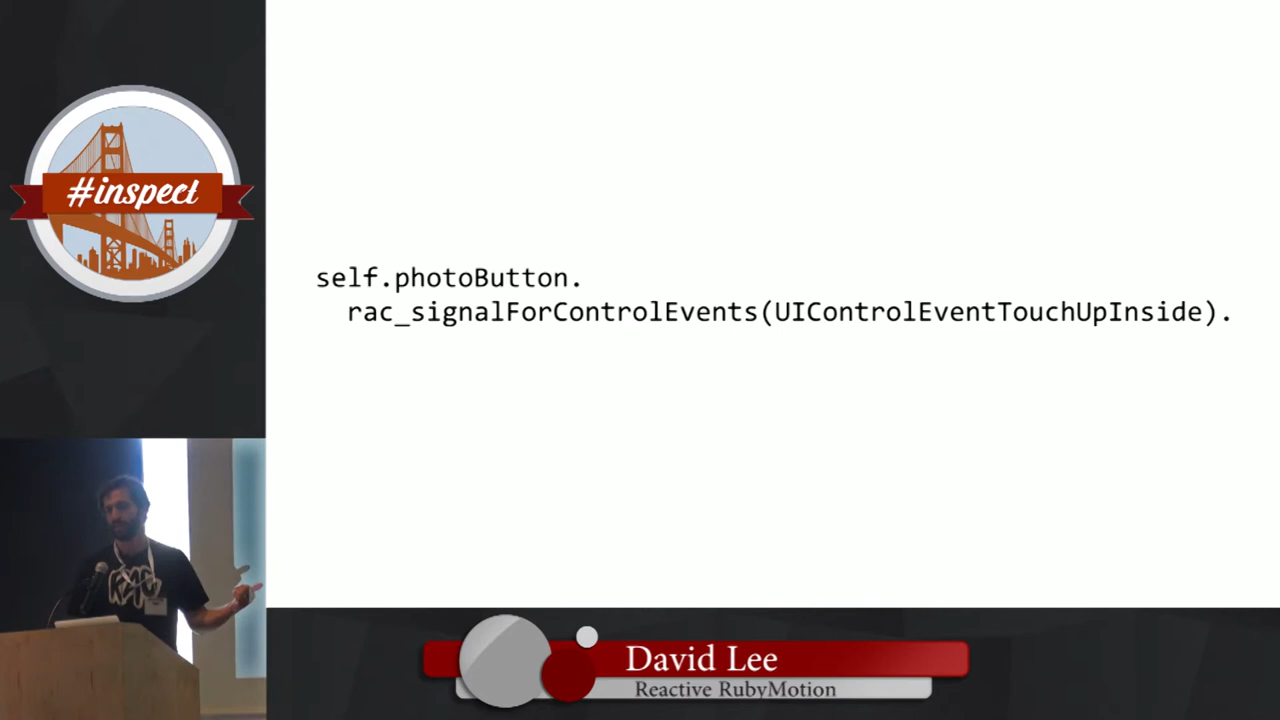 #inspect
self.photoButton.
rac_signalForControlEvents(UIControlEventTouchUpInside).
David Lee
Reactive RubyMotion